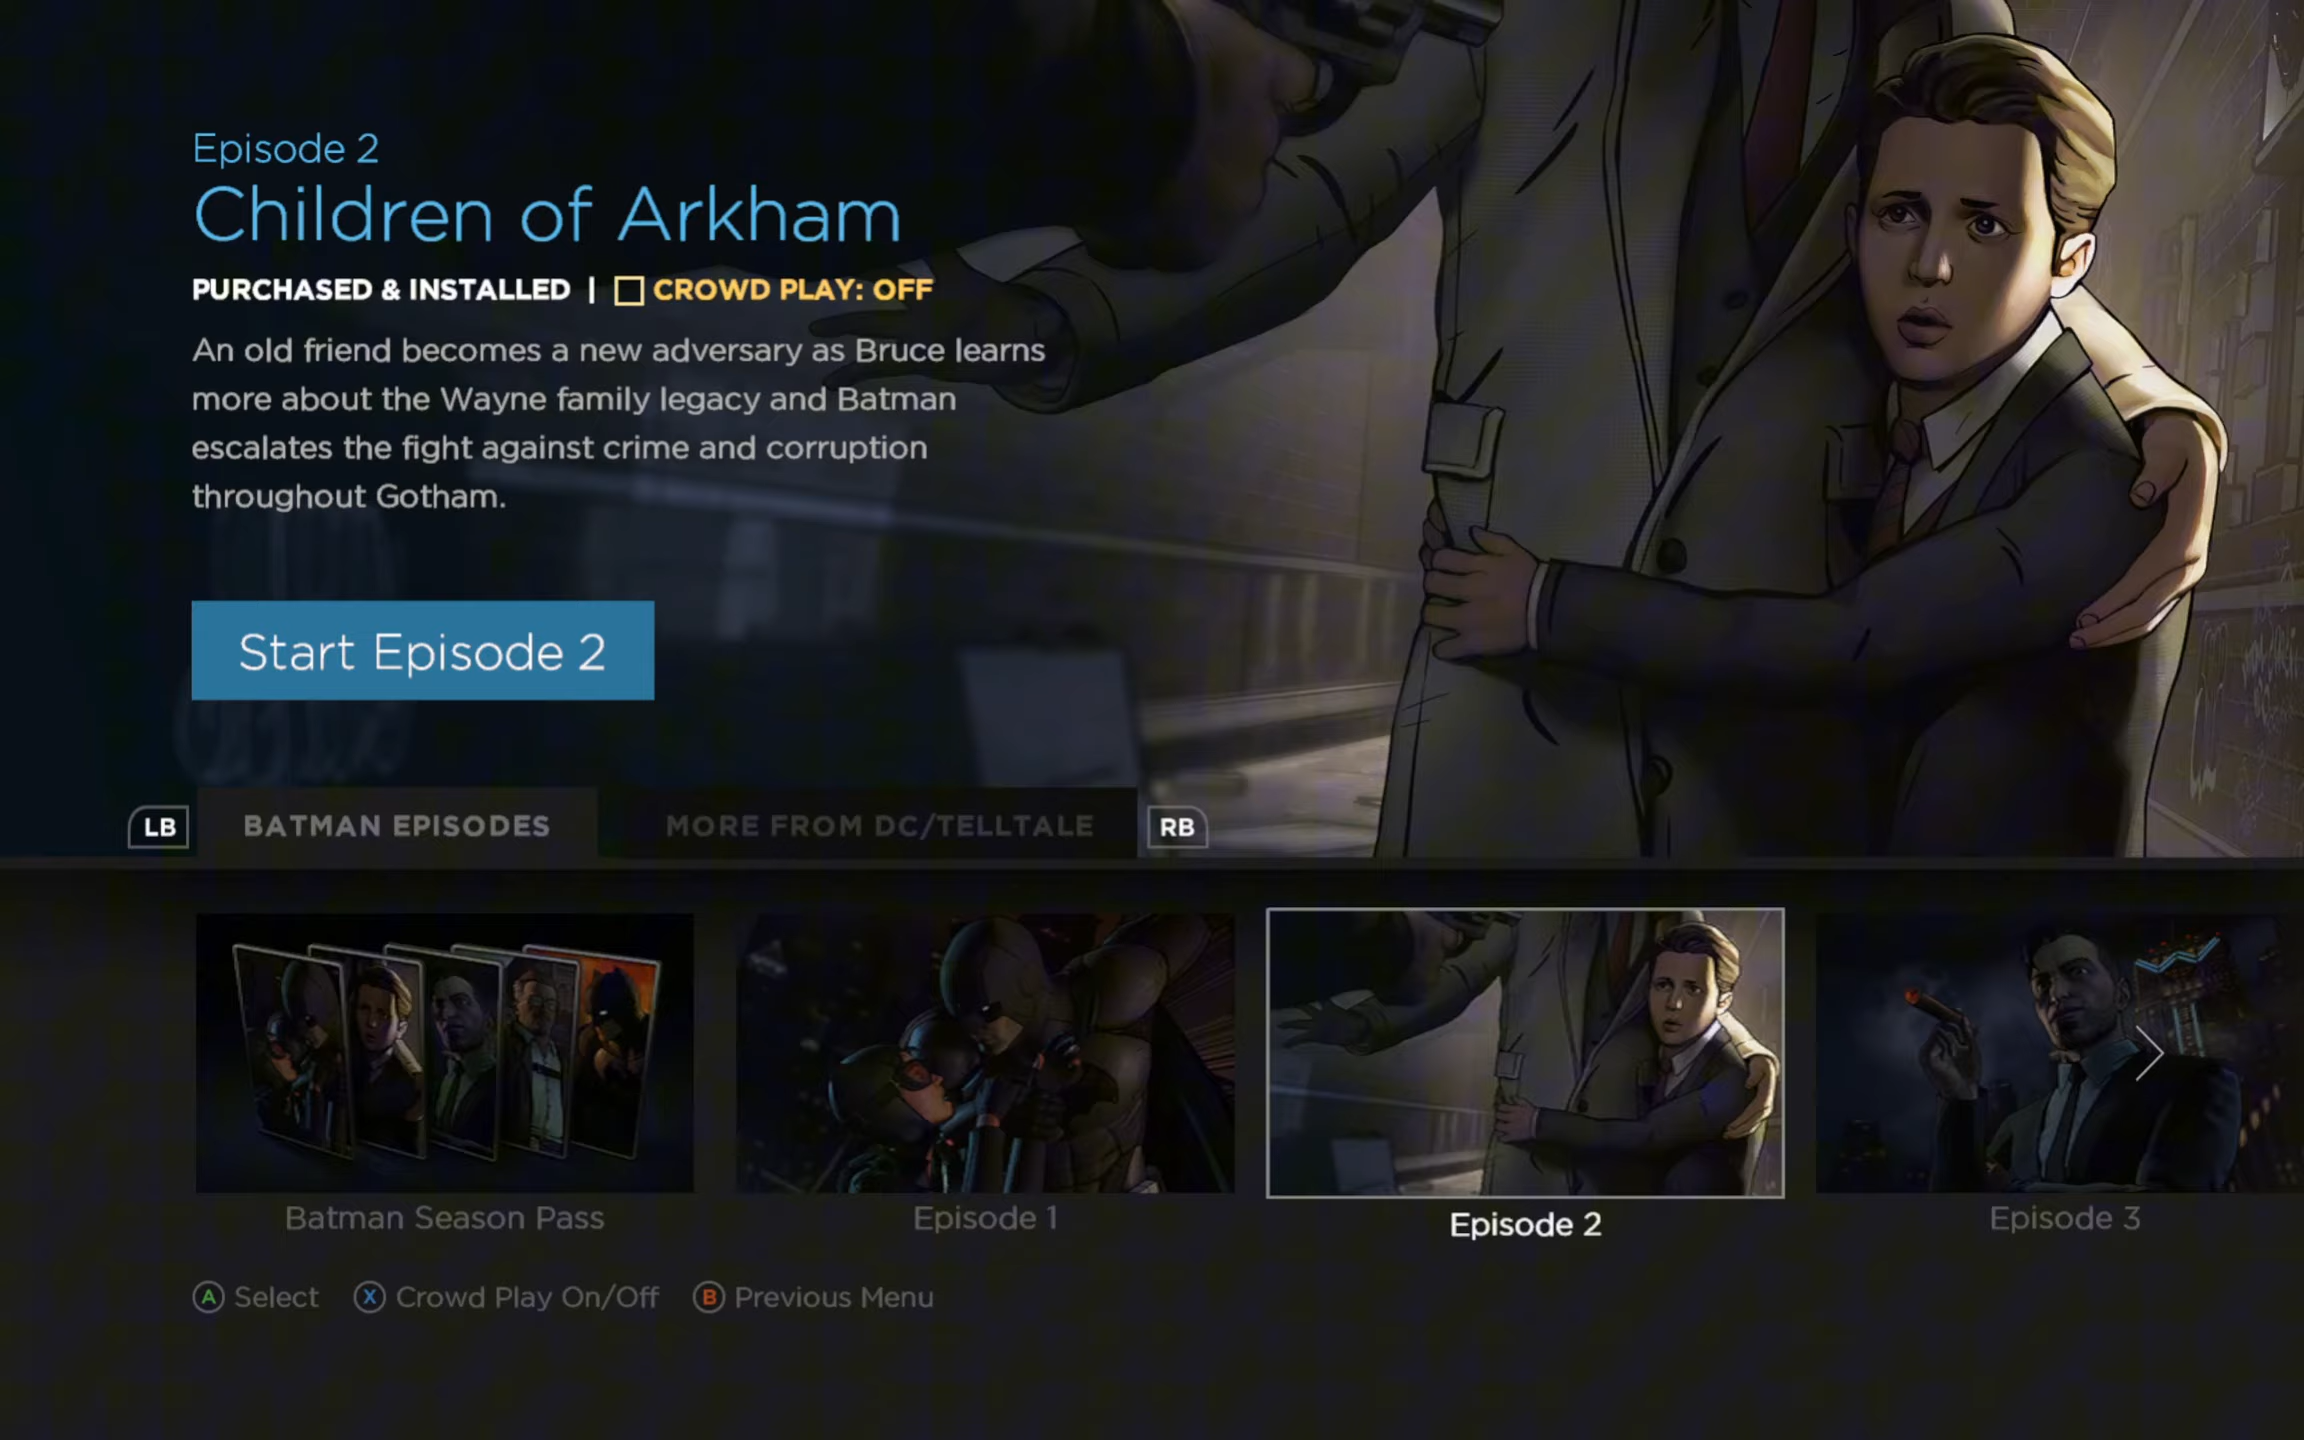 Episode 2
Children of Arkham
PURCHASED & INSTALLED | CROWD PLAY: OFF
An old friend becomes a new adversary as Bruce learns
more about the Wayne family legacy and Batman
escalates the fight against crime and corruption
throughout Gotham.
Start Episode 2
LB BATMAN EPISODES MORE FROM DC/TELLTALE RB
Batman Season Pass Episode 1 Episode 2 Episode 3
A Select X Crowd Play On/Off B Previous Menu